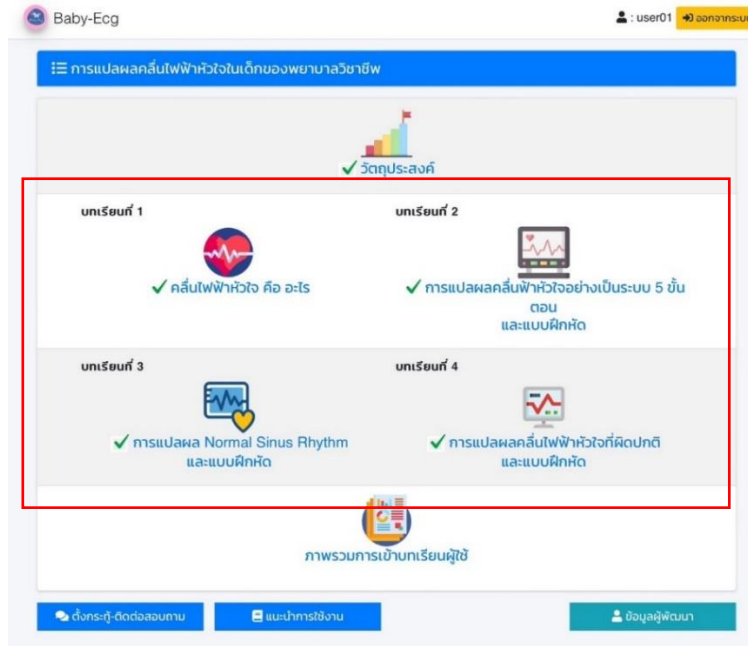 Baby-Ecg
: user01
ออกจากระบ
การแปลผลคลื่นไฟฟ้าหัวใจในเด็กของพยาบาลวิชาชีพ
วัตถุประสงค์
บทเรียนที่ 1
บทเรียนที่ 2
คลื่นไฟฟ้าหัวใจ คือ อะไร
การแปลผลคลื่นฟ้าหัวใจอย่างเป็นระบบ 5 ขั้น
ตอน
และแบบฝึกหัด
บทเรียนที่ 3
บทเรียนที่ 4
การแปลผล Normal Sinus Rhythm
และแบบฝึกหัด
การแปลผลคลื่นไฟฟ้าหัวใจที่ผิดปกติ
และแบบฝึกหัด
ภาพรวมการเข้าบทเรียนผู้ใช้
ตั้งกระทู้-ติดต่อสอบถาม
แนะนำการใช้งาน
ข้อมูลผู้พัฒนา